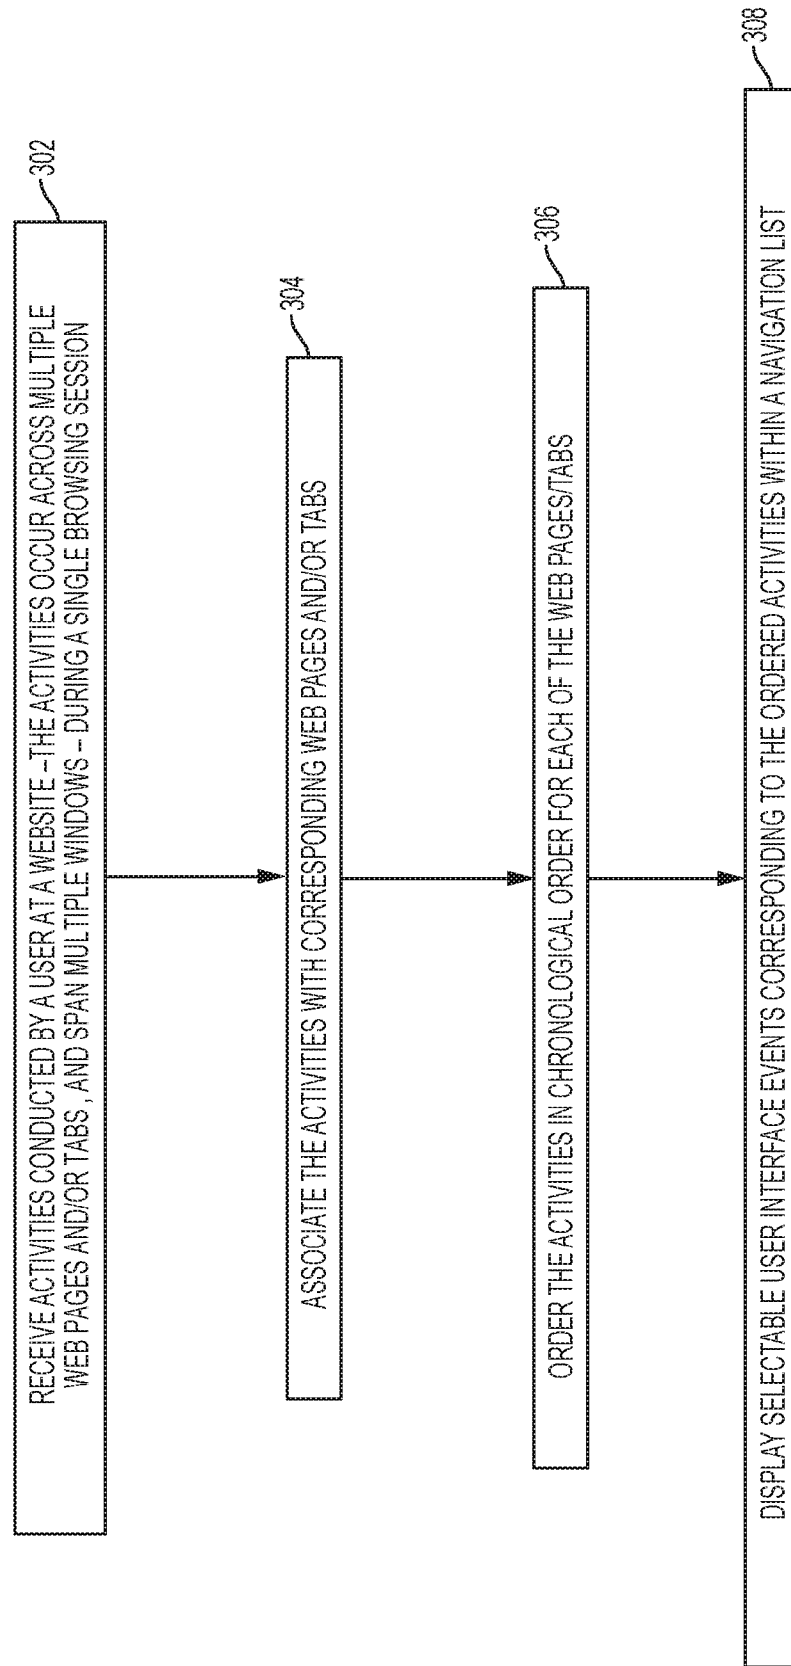 302
RECEIVE ACTIVITIES CONDUCTED BY A USER AT A WEBSITE –THE ACTIVITIES OCCUR ACROSS MULTIPLE
WEB PAGES AND/OR TABS , AND SPAN MULTIPLE WINDOWS – DURING A SINGLE BROWSING SESSION
304
ASSOCIATE THE ACTIVITIES WITH CORRESPONDING WEB PAGES AND/OR TABS
306
ORDER THE ACTIVITIES IN CHRONOLOGICAL ORDER FOR EACH OF THE WEB PAGES/TABS
308
DISPLAY SELECTABLE USER INTERFACE EVENTS CORRESPONDING TO THE ORDERED ACTIVITIES WITHIN A NAVIGATION LIST